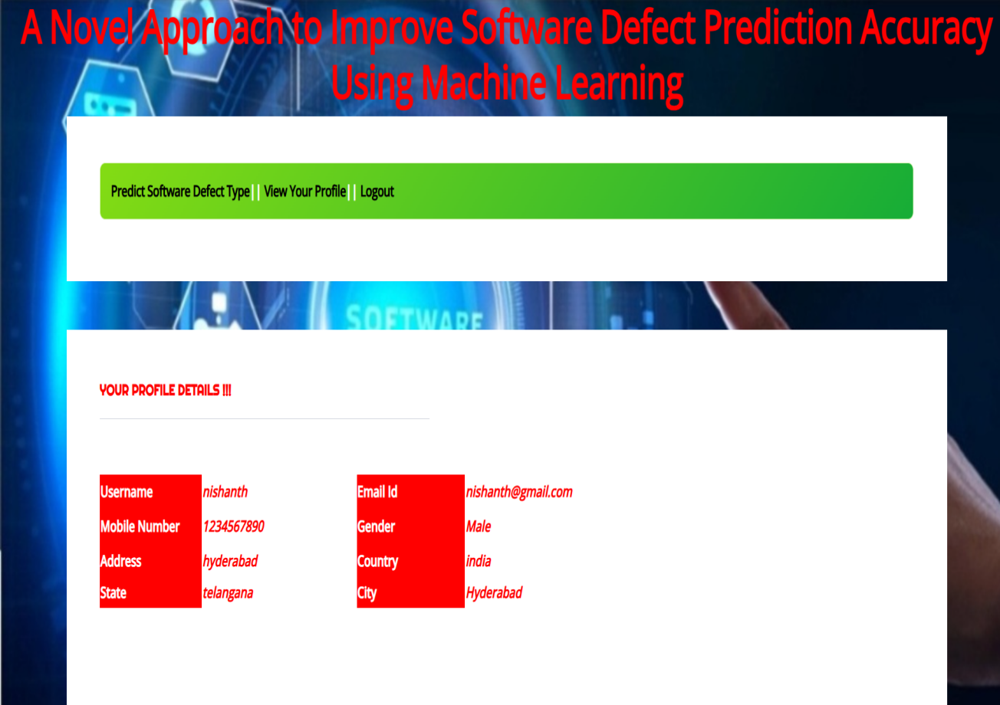 A Novel Approach to Improve Software Defect Prediction Accuracy
Using Machine Learning
Predict Software Defect Type|| View Your Profile|| Logout
SOFTWARE
YOUR PROFILE DETAILS !!!
Username nishanth Email Id nishanth@gmail.com
Mobile Number 1234567890 Gender Male
Address hyderabad Country india
State telangana City Hyderabad